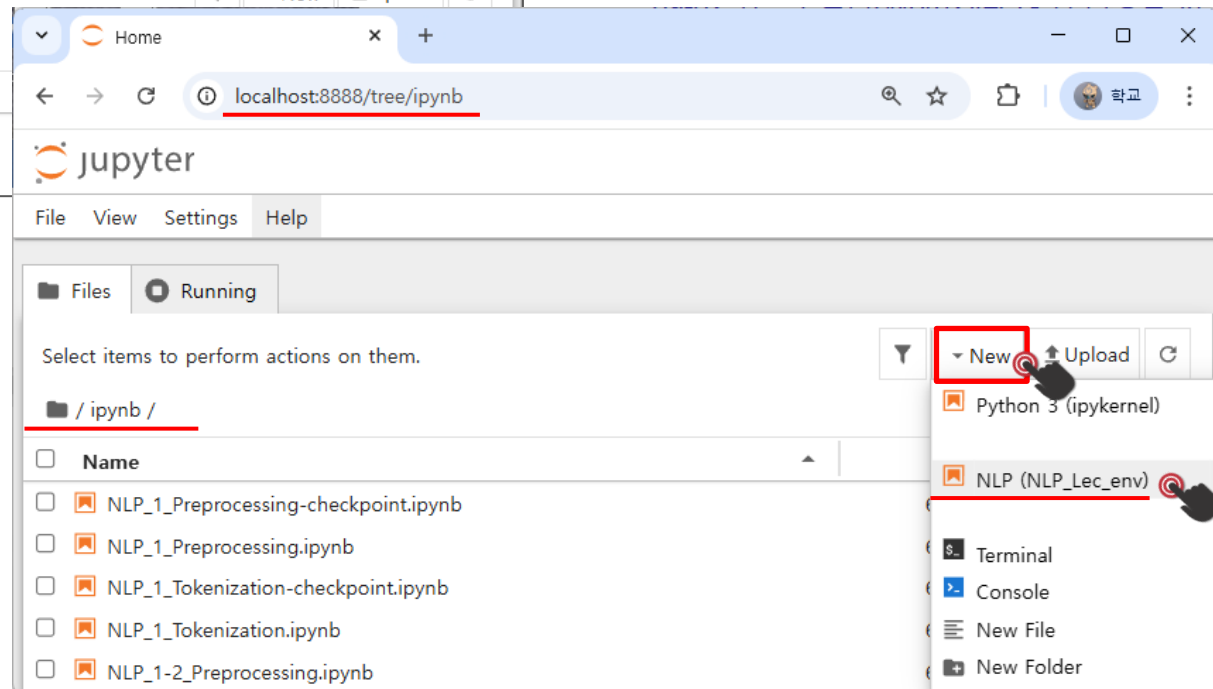 Home
localhost:8888/tree/ipynb
학교
Jupyter
File View Settings Help
Files Running
Select items to perform actions on them.
New Upload
/ ipynb /
Python 3 (ipykernel)
Name
NLP (NLP_Lec_env)
NLP_1_Preprocessing-checkpoint.ipynb
NLP_1_Preprocessing.ipynb
Terminal
NLP_1_Tokenization-checkpoint.ipynb
Console
NLP_1_Tokenization.ipynb
New File
NLP_1-2_Preprocessing.ipynb
New Folder